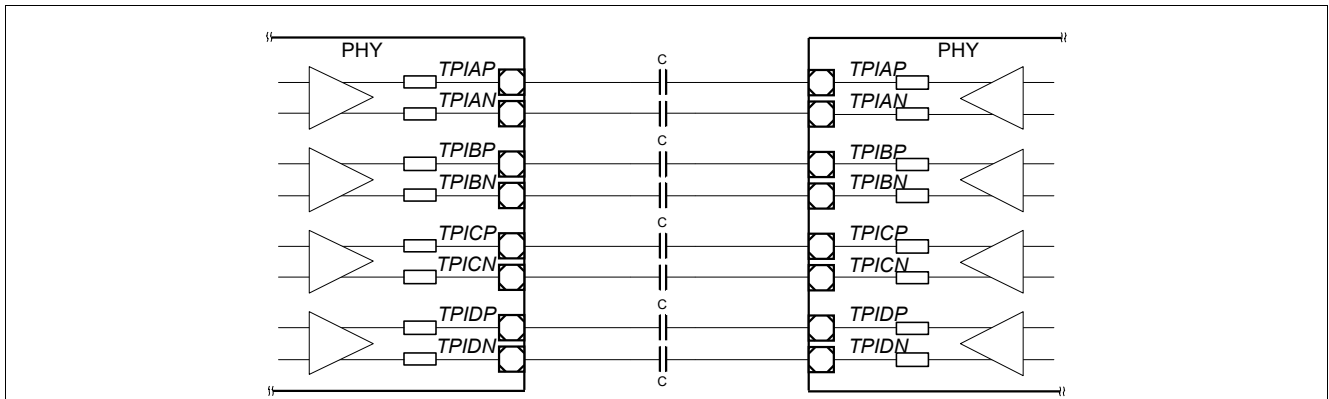 PHY PHY
C
TPIAP TPIAP
TPIAN TPIAN
C
TPIBP TPIBP
TPIBN TPIBN
C
TPICP TPICP
TPICN TPICN
C
TPIDP TPIDP
TPIDN TPIDN
C